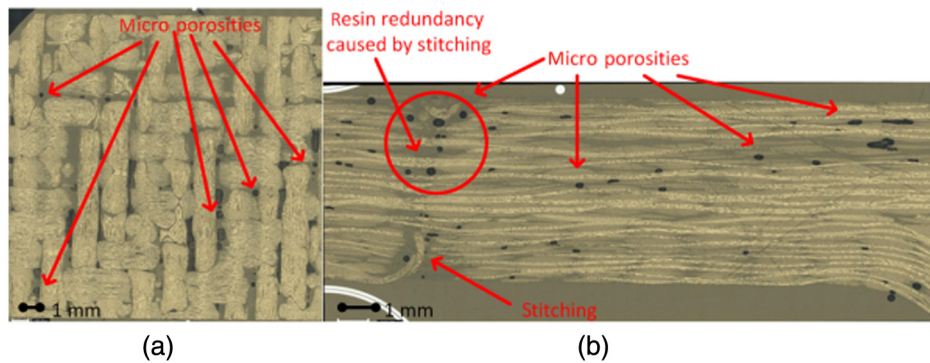 Micro porosities
Resin redundancy
caused by stitching
Micro porosities
Stitching
1 mm
1 mm
(a)
(b)